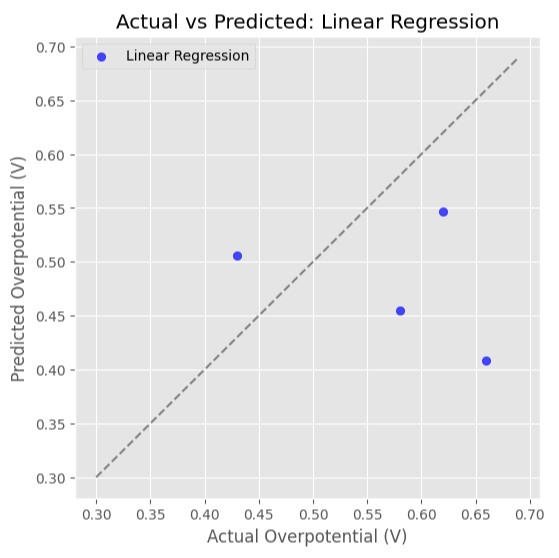 Actual vs Predicted: Linear Regression
Linear Regression
Predicted Overpotential (V)
0.70
0.65
0.60
0.55
0.50
0.45
0.40
0.35
0.30
0.30 0.35 0.40 0.45 0.50 0.55 0.60 0.65 0.70
Actual Overpotential (V)